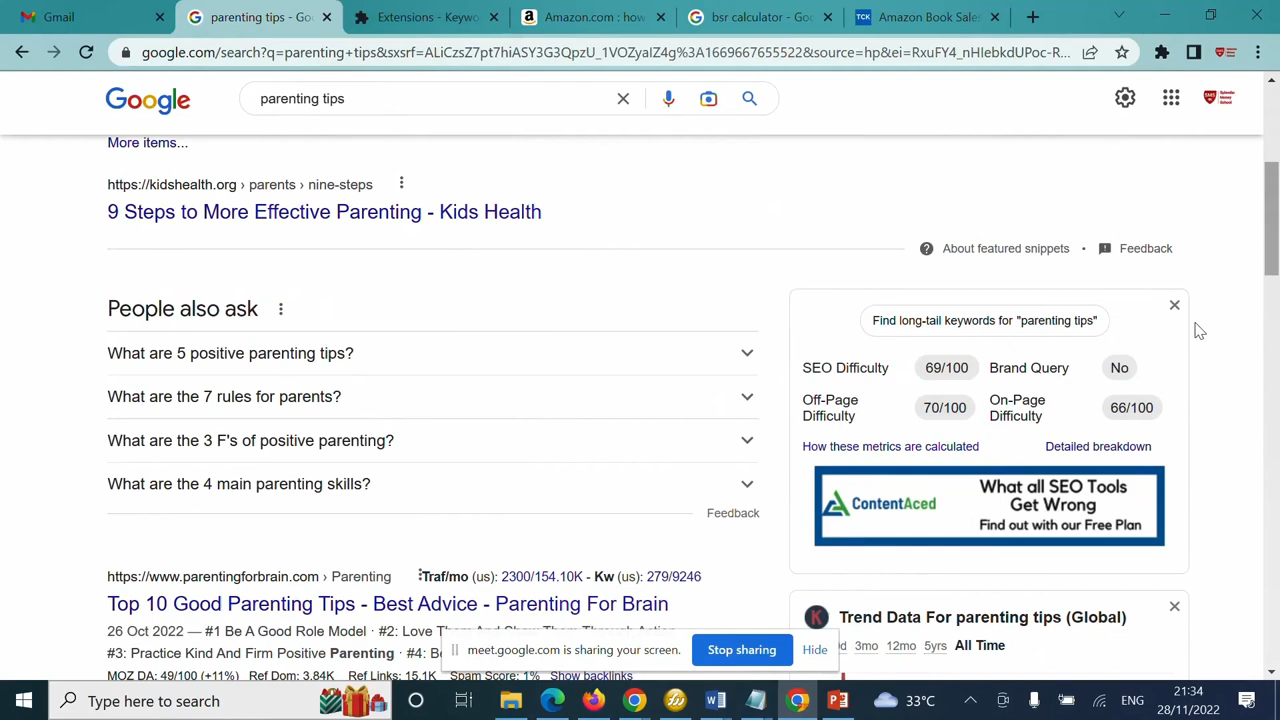 Gmail
parenting tips - Goo
Extensions - Keywo
Amazon.com : how
bsr calculator - Goo
TCK
Amazon Book Sale
google.com/search?q=parenting+tips&sxsrf=ALiCzsZ7pt7hiASY3G3QpzU_1VOZyaIZ4g%3A1669667655522&source=hp&ei=RxuFY4_nHIebkdUPoc-R...
Google
parenting tips
More items...
https://kidshealth.org › parents › nine-steps
9 Steps to More Effective Parenting - Kids Health
About featured snippets • Feedback
People also ask
What are 5 positive parenting tips?
What are the 7 rules for parents?
What are the 3 F's of positive parenting?
What are the 4 main parenting skills?
Feedback
Find long-tail keywords for "parenting tips"
SEO Difficulty 69/100 Brand Query No
Off-Page Difficulty 70/100 On-Page Difficulty 66/100
How these metrics are calculated Detailed breakdown
ContentAced
What all SEO Tools
Get Wrong
Find out with our Free Plan
https://www.parentingforbrain.com › Parenting
Traf/mo (us): 2300/154.10K - Kw (us): 279/9246
Top 10 Good Parenting Tips - Best Advice - Parenting For Brain
26 Oct 2022 — #1 Be A Good Role Model · #2: Love Them And Show Them Through Action
#3: Practice Kind And Firm Positive Parenting · #4: B
MOZ DA: 49/100 (+11%) Ref Dom: 3.84K Ref Links: 15.1K Spam Score: 1% Show backlinks
K
Trend Data For parenting tips (Global)
d 3mo 12mo 5yrs All Time
meet.google.com is sharing your screen. Stop sharing Hide
Type here to search
33°C
ENG
21:34
28/11/2022